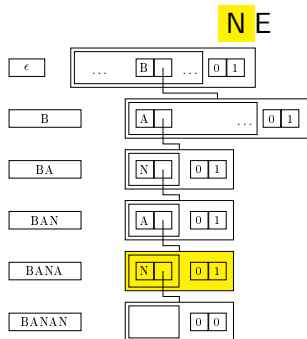 N E
ϵ ... B ... 0 1
B A ... 0 1
BA N 0 1
BAN A 0 1
BANA N 0 1
BANAN 0 0